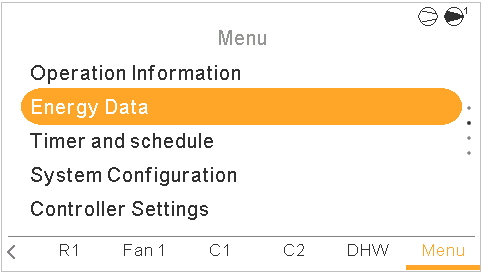 1
Menu
Operation Information
Energy Data
Timer and schedule
System Configuration
Controller Settings
R1 Fan 1 C1 C2 DHW Menu